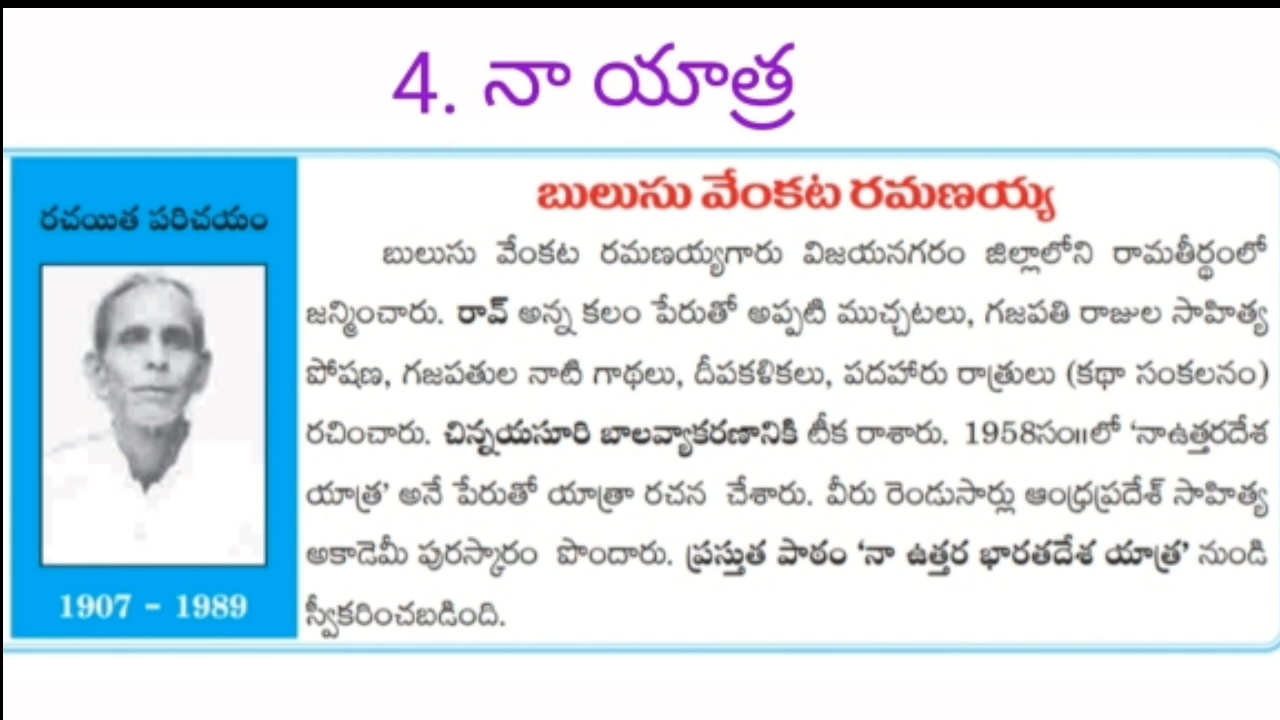 4. నా యాత్ర
రచయిత పరిచయం
1907 - 1989
బులుసు వేంకట రమణయ్య
బులుసు వేంకట రమణయ్యగారు విజయనగరం జిల్లాలోని రామతీర్థంలో
జన్మించారు. రావ్ అన్న కలం పేరుతో అప్పటి ముచ్చటలు, గజపతి రాజుల సాహిత్య
పోషణ, గజపతుల నాటి గాథలు, దీపకళికలు, పదహారు రాత్రులు (కథా సంకలనం)
రచించారు. చిన్నయసూరి బాలవ్యాకరణానికి టీక రాశారు. 1958సం॥లో ‘నాఉత్తరదేశ
యాత్ర’ అనే పేరుతో యాత్రా రచన చేశారు. వీరు రెండుసార్లు ఆంధ్రప్రదేశ్ సాహిత్య
అకాడెమీ పురస్కారం పొందారు. ప్రస్తుత పాఠం ‘నా ఉత్తర భారతదేశ యాత్ర’ నుండి
స్వీకరించబడింది.